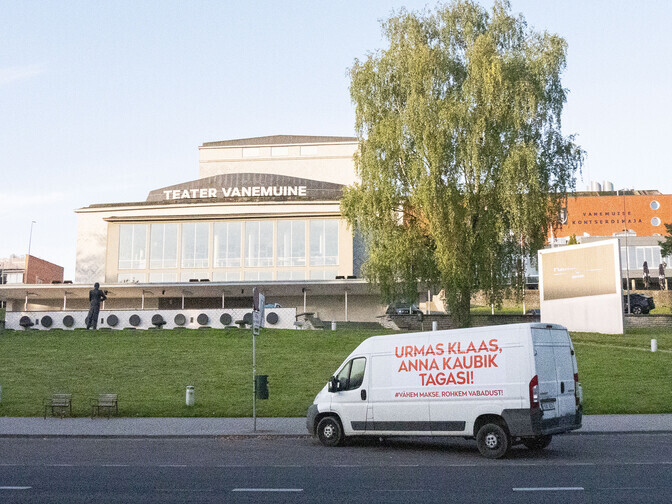 TEATER VANEMUINE
VANEMUISE
KONTSERDIMAJA
URMAS KLAAS,
ANNA KAUBIK
TAGASI!
#VÄHEM MAKSE, ROHKEM VABADUST!